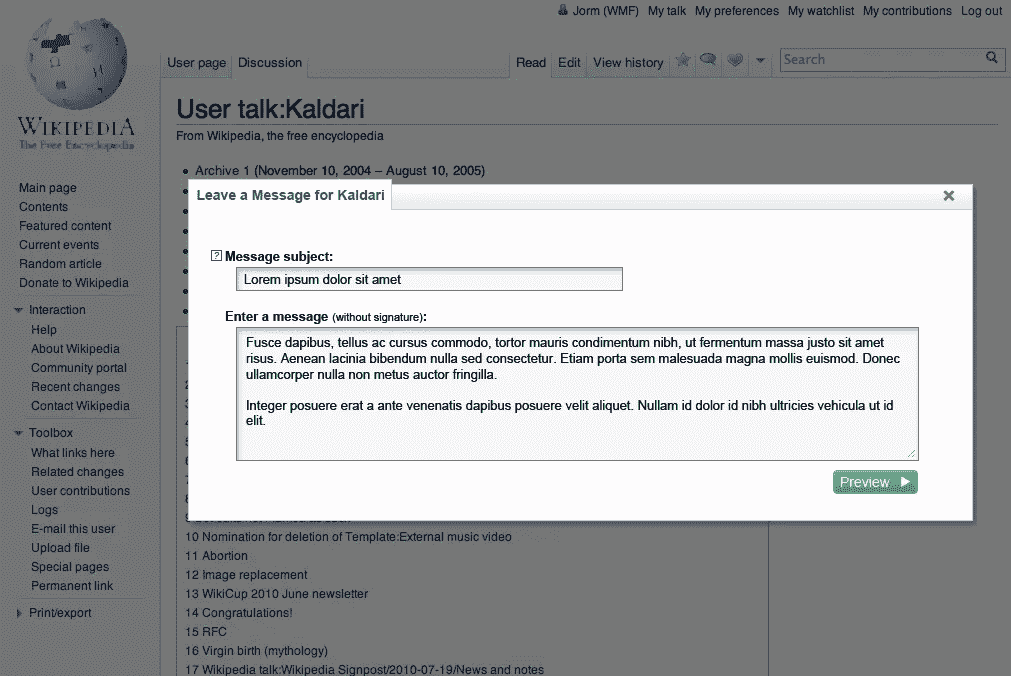 Jorm (WMF) My talk My preferences My watchlist My contributions Log out
User page Discussion Read Edit View history Search
WIKIPEDIA
The Free Encyclopedia
User talk:Kaldari
From Wikipedia, the free encyclopedia
Archive 1 (November 10, 2004 – August 10, 2005)
Main page
Contents
Featured content
Current events
Random article
Donate to Wikipedia
Interaction
Help
About Wikipedia
Community portal
Recent changes
Contact Wikipedia
Toolbox
What links here
Related changes
User contributions
Logs
E-mail this user
Upload file
Special pages
Permanent link
Print/export
Leave a Message for Kaldari
? Message subject:
Lorem ipsum dolor sit amet
Enter a message (without signature):
Fusce dapibus, tellus ac cursus commodo, tortor mauris condimentum nibh, ut fermentum massa justo sit amet
risus. Aenean lacinia bibendum nulla sed consectetur. Etiam porta sem malesuada magna mollis euismod. Donec
ullamcorper nulla non metus auctor fringilla.
Integer posuere erat a ante venenatis dapibus posuere velit aliquet. Nullam id dolor id nibh ultricies vehicula ut id
elit.
Preview
10 Nomination for deletion of Template:External music video
11 Abortion
12 Image replacement
13 WikiCup 2010 June newsletter
14 Congratulations!
15 RFC
16 Virgin birth (mythology)
17 Wikipedia talk:Wikipedia Signpost/2010-07-19/News and notes